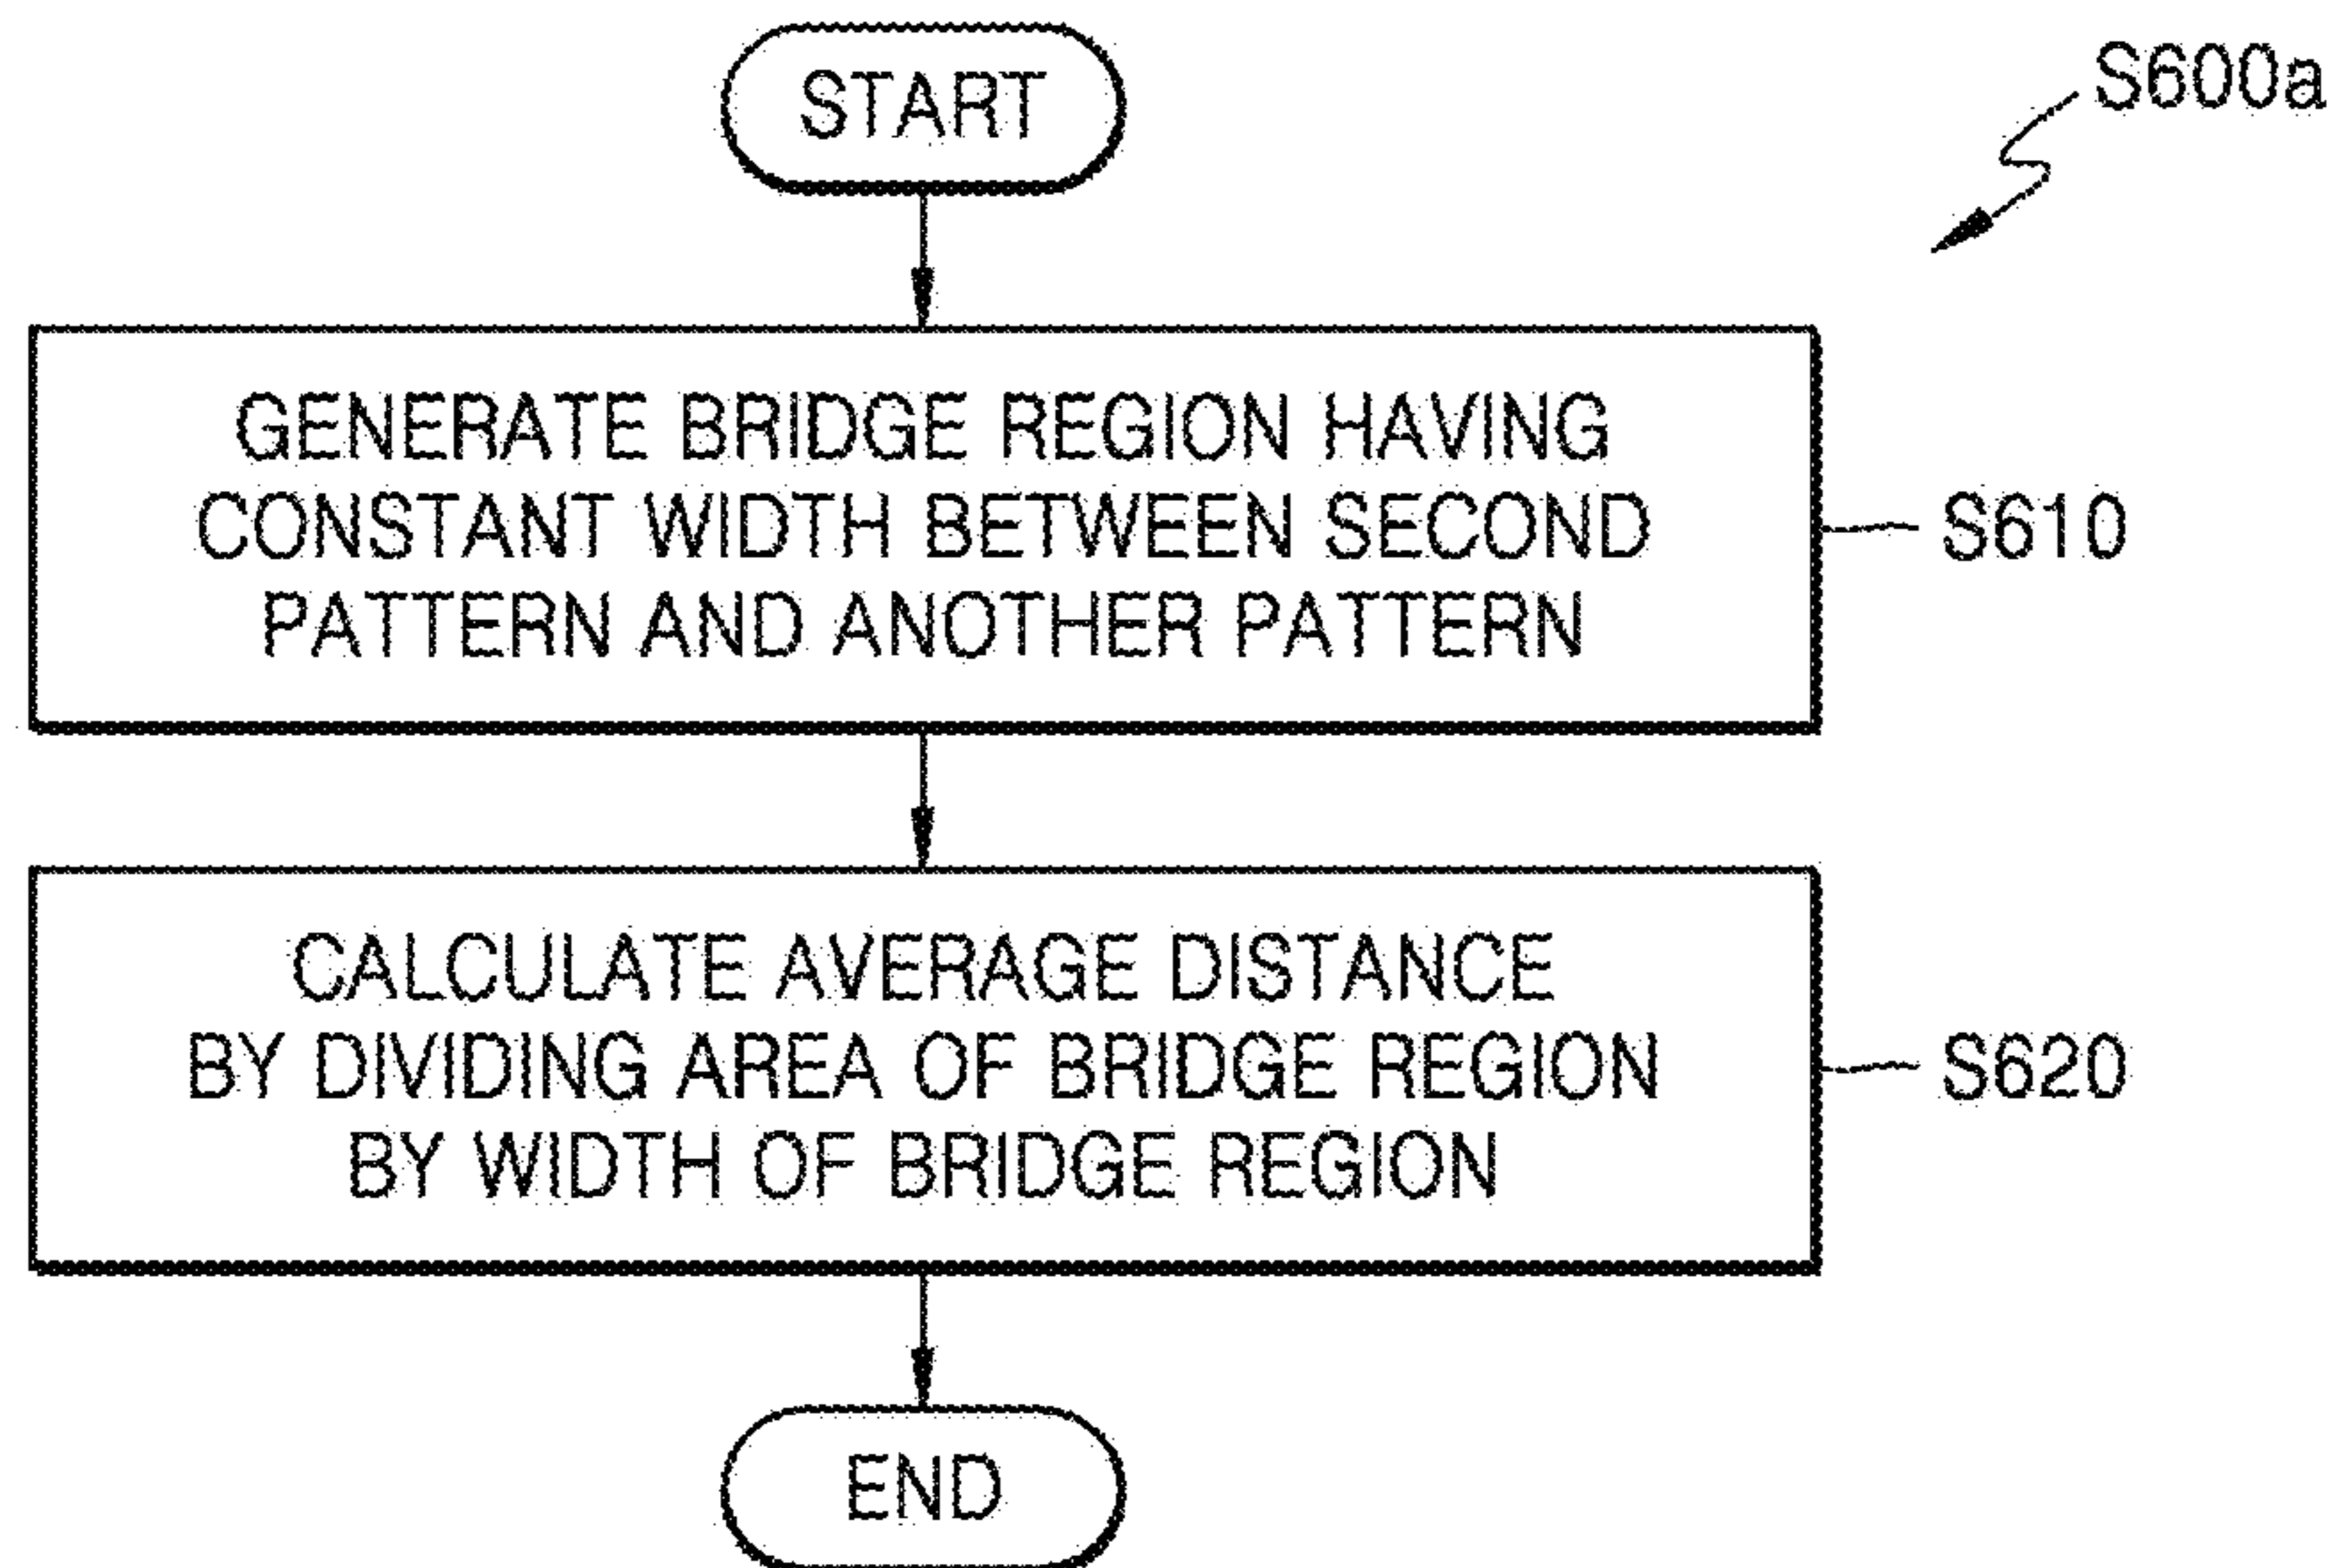 START
S600a
GENERATE BRIDGE REGION HAVING
CONSTANT WIDTH BETWEEN SECOND
PATTERN AND ANOTHER PATTERN
S610
CALCULATE AVERAGE DISTANCE
BY DIVIDING AREA OF BRIDGE REGION
BY WIDTH OF BRIDGE REGION
S620
END